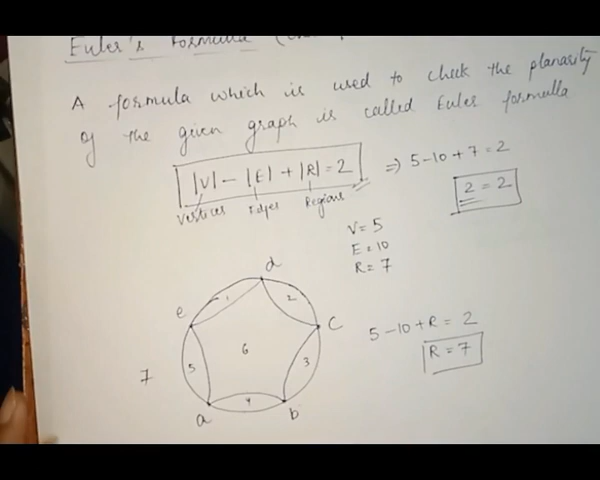 Euler's Formula
A formula which is used to check the planarity
of the given graph is called Euler formulla
|V| - |E| + |R| = 2 ⇒ 5-10+7=2
Vertices Edges Regions
2 = 2
V = 5
E = 10
R = 7
d
1 2
e c
6
5 3
7
4
a b
5-10+R = 2
R = 7